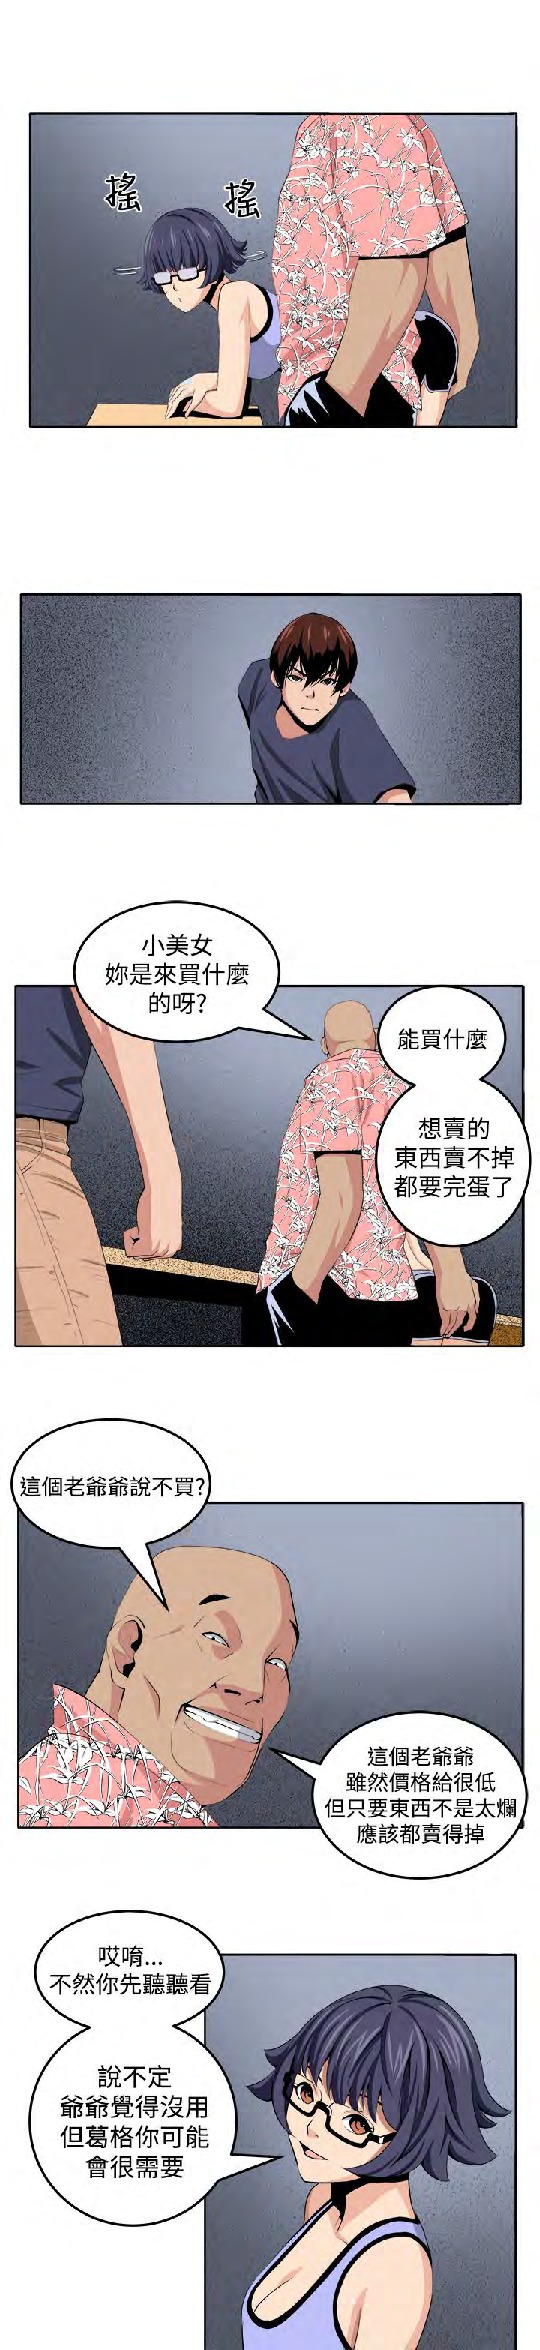 搖
搖
小美女
妳是來買什麼
的呀?
能買什麼
想賣的
東西賣不掉
都要完蛋了
這個老爺爺說不買?
這個老爺爺
雖然價格給很低
但只要東西不是太爛
應該都賣得掉
哎唷...
不然你先聽聽看
說不定
爺爺覺得沒用
但葛格你可能
會很需要